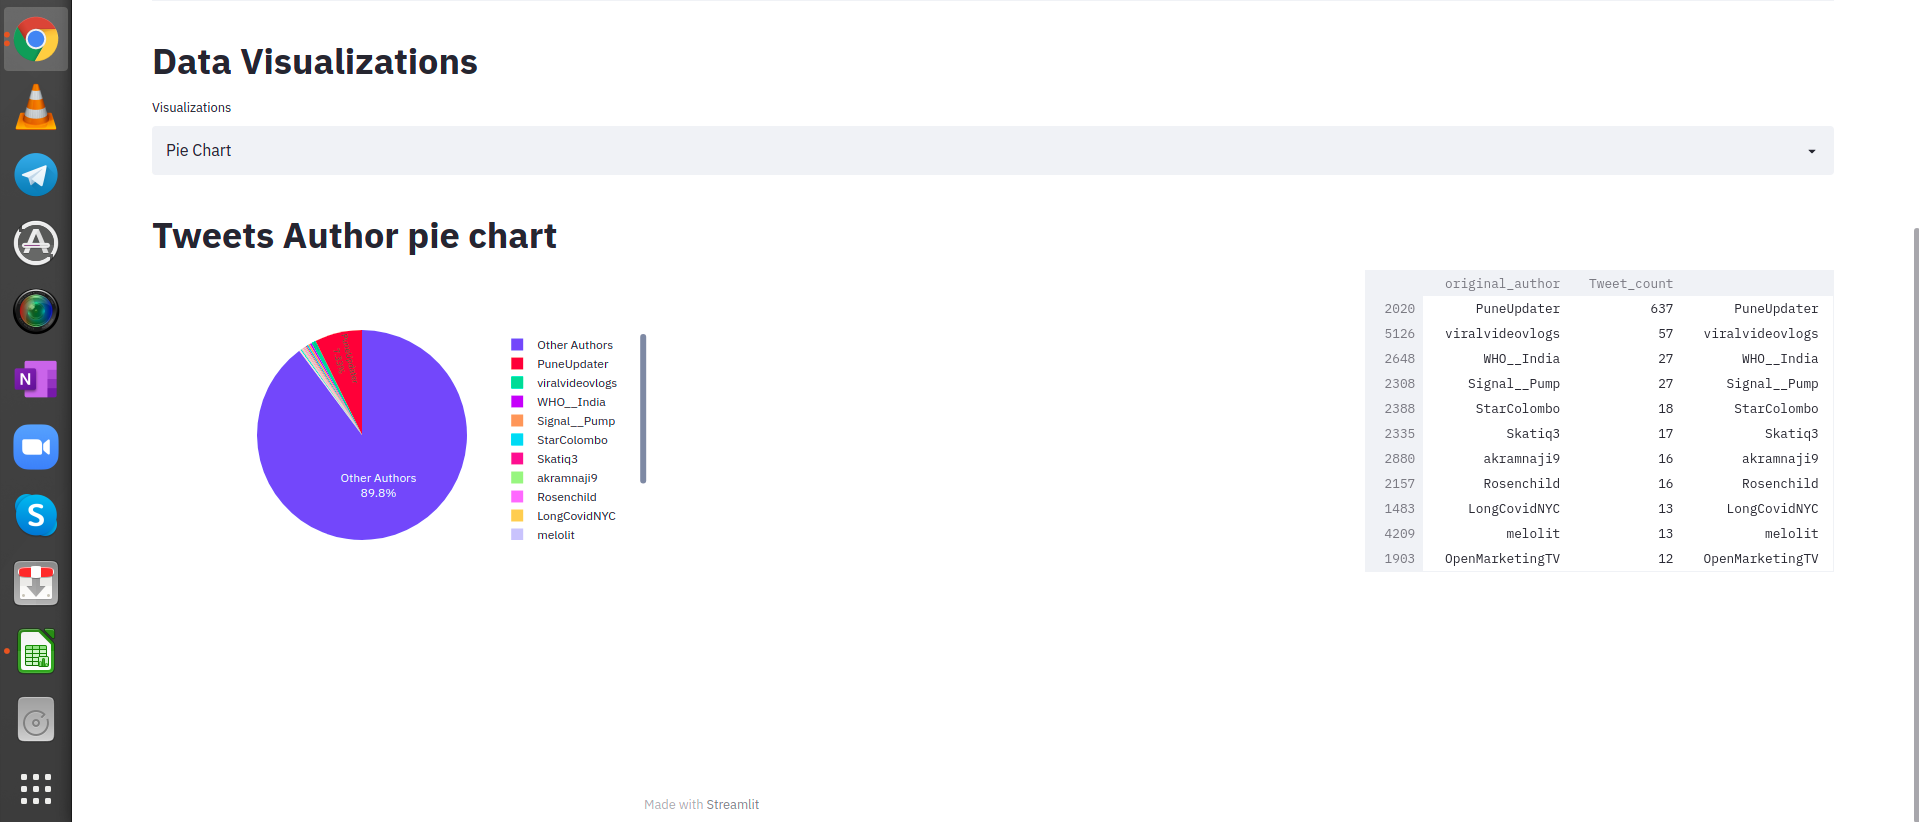 Data Visualizations
Visualizations
Pie Chart
Tweets Author pie chart
Other Authors
89.8%
Other Authors
PuneUpdater
viralvideovlogs
WHO__India
Signal__Pump
StarColombo
Skatiq3
akramnaji9
Rosenchild
LongCovidNYC
melolit
original_author Tweet_count
2020 PuneUpdater 637 PuneUpdater
5126 viralvideovlogs 57 viralvideovlogs
2648 WHO__India 27 WHO__India
2308 Signal__Pump 27 Signal__Pump
2388 StarColombo 18 StarColombo
2335 Skatiq3 17 Skatiq3
2880 akramnaji9 16 akramnaji9
2157 Rosenchild 16 Rosenchild
1483 LongCovidNYC 13 LongCovidNYC
4209 melolit 13 melolit
1903 OpenMarketingTV 12 OpenMarketingTV
Made with Streamlit
N
S